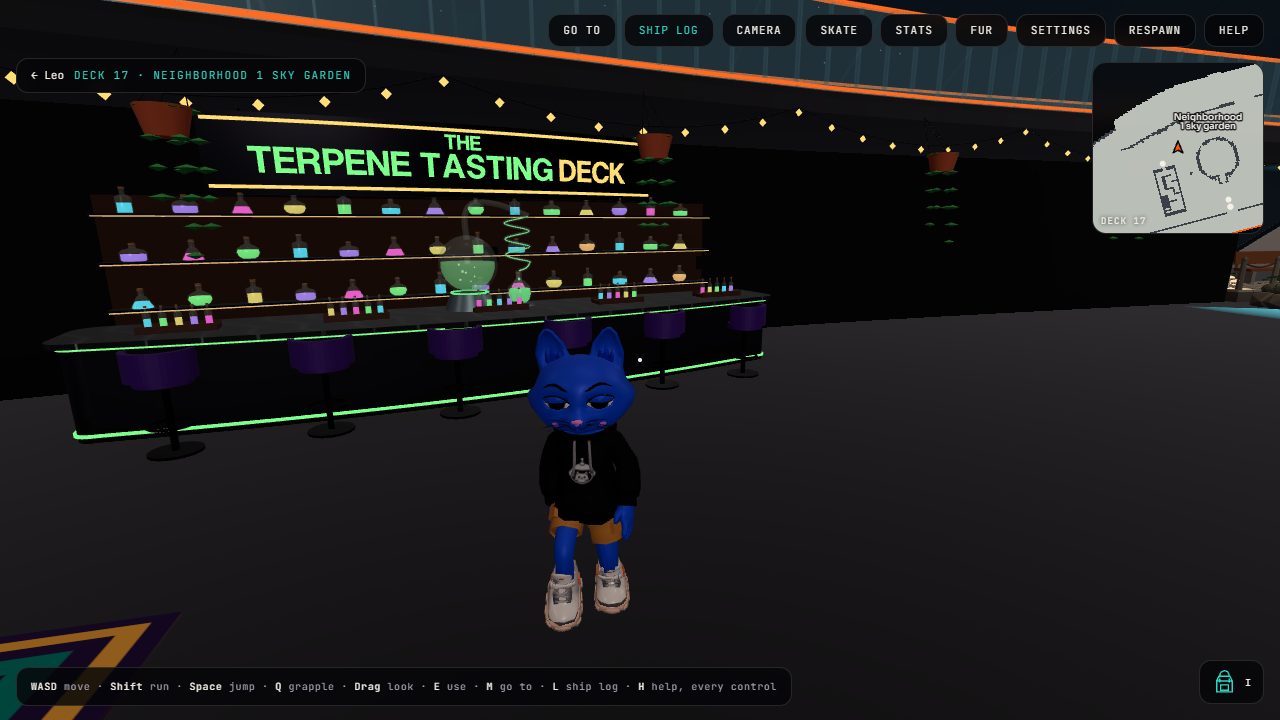 GO TO
SHIP LOG
CAMERA
SKATE
STATS
FUR
SETTINGS
RESPAWN
HELP
← Leo DECK 17 · NEIGHBORHOOD 1 SKY GARDEN
Neighborhood
1 sky garden
DECK 17
THE
TERPENE TASTING DECK
WASD move · Shift run · Space jump · Q grapple · Drag look · E use · M go to · L ship log · H help, every control
I